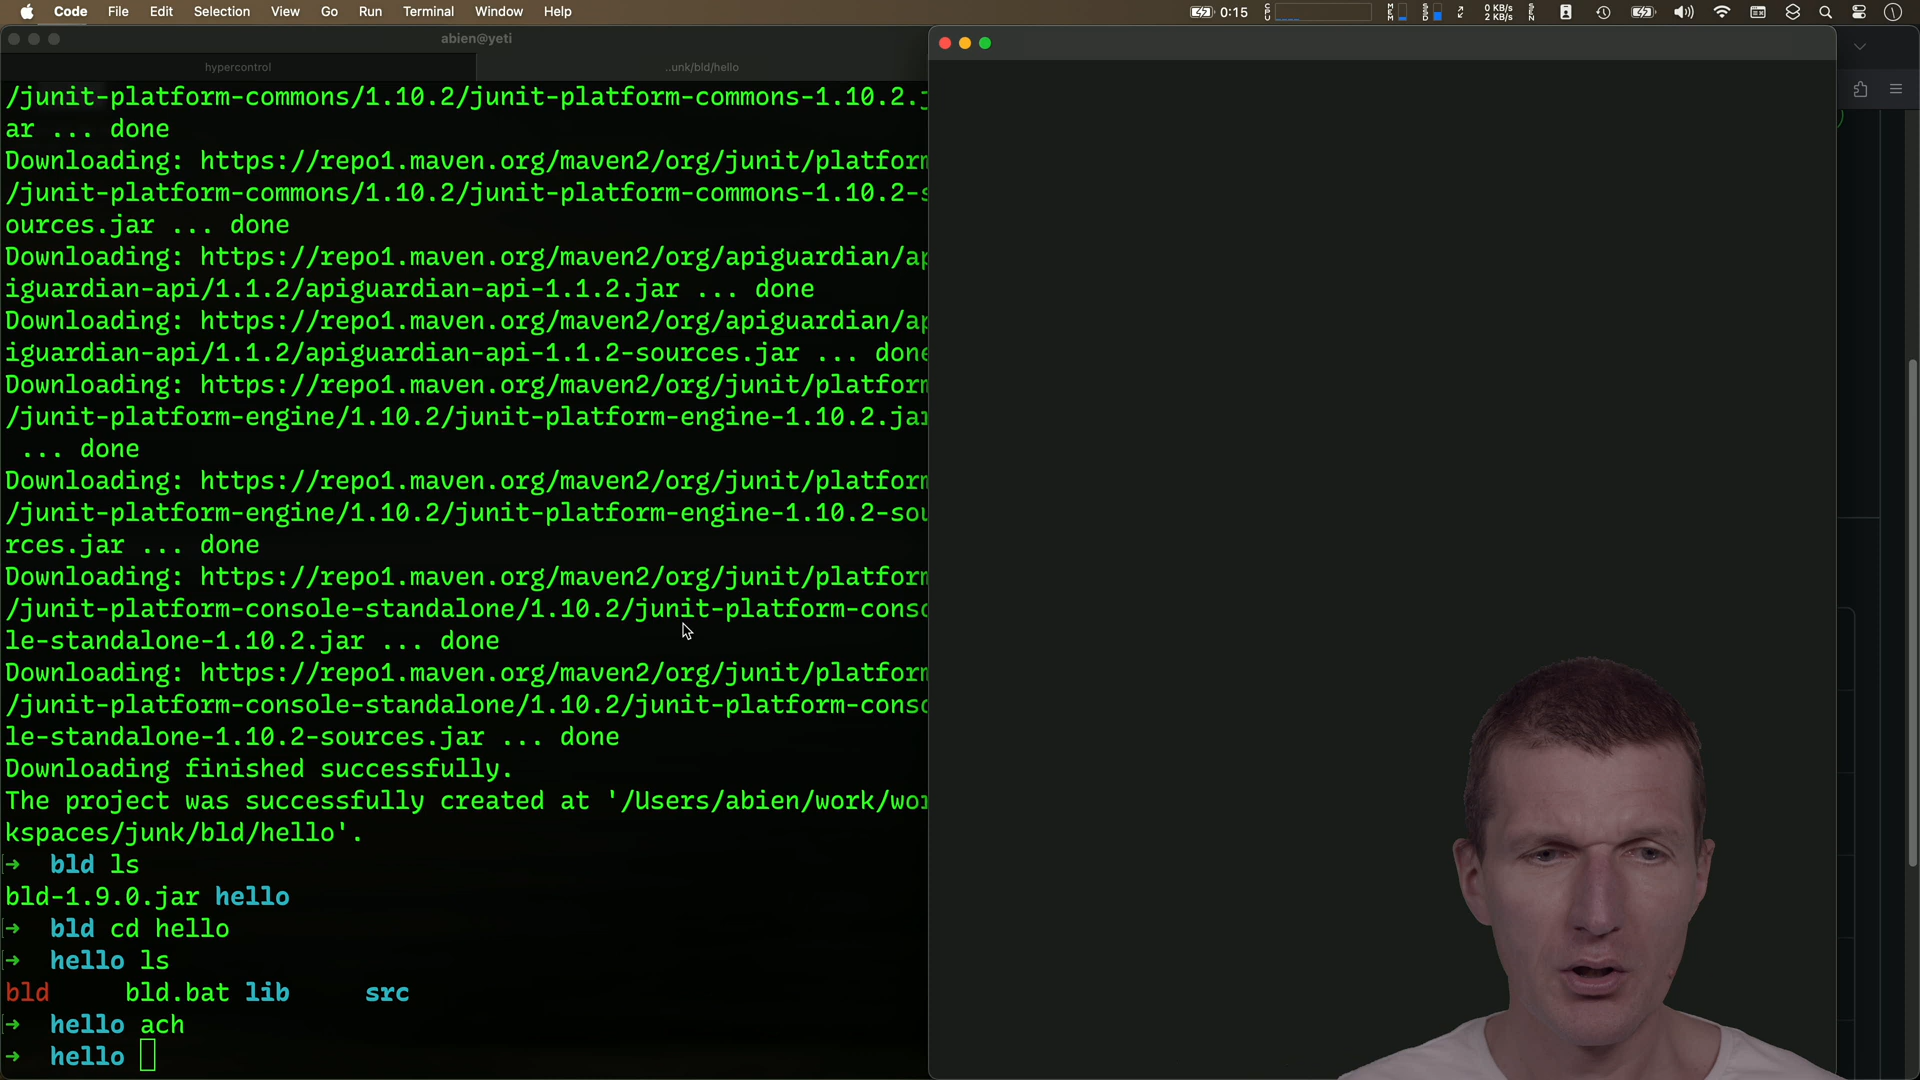 Code File Edit Selection View Go Run Terminal Window Help 0:15 0 KB/s 2 KB/s
abien@yeti
hypercontrol ..unk/bld/hello
/junit-platform-commons/1.10.2/junit-platform-commons-1.10.2.j
ar ... done
Downloading: https://repo1.maven.org/maven2/org/junit/platform
/junit-platform-commons/1.10.2/junit-platform-commons-1.10.2-s
ources.jar ... done
Downloading: https://repo1.maven.org/maven2/org/apiguardian/ap
iguardian-api/1.1.2/apiguardian-api-1.1.2.jar ... done
Downloading: https://repo1.maven.org/maven2/org/apiguardian/ap
iguardian-api/1.1.2/apiguardian-api-1.1.2-sources.jar ... done
Downloading: https://repo1.maven.org/maven2/org/junit/platform
/junit-platform-engine/1.10.2/junit-platform-engine-1.10.2.jar
... done
Downloading: https://repo1.maven.org/maven2/org/junit/platform
/junit-platform-engine/1.10.2/junit-platform-engine-1.10.2-sou
rces.jar ... done
Downloading: https://repo1.maven.org/maven2/org/junit/platform
/junit-platform-console-standalone/1.10.2/junit-platform-conso
le-standalone-1.10.2.jar ... done
Downloading: https://repo1.maven.org/maven2/org/junit/platform
/junit-platform-console-standalone/1.10.2/junit-platform-conso
le-standalone-1.10.2-sources.jar ... done
Downloading finished successfully.
The project was successfully created at '/Users/abien/work/wor
kspaces/junk/bld/hello'.
→ bld ls
bld-1.9.0.jar hello
→ bld cd hello
→ hello ls
bld bld.bat lib src
→ hello ach
→ hello